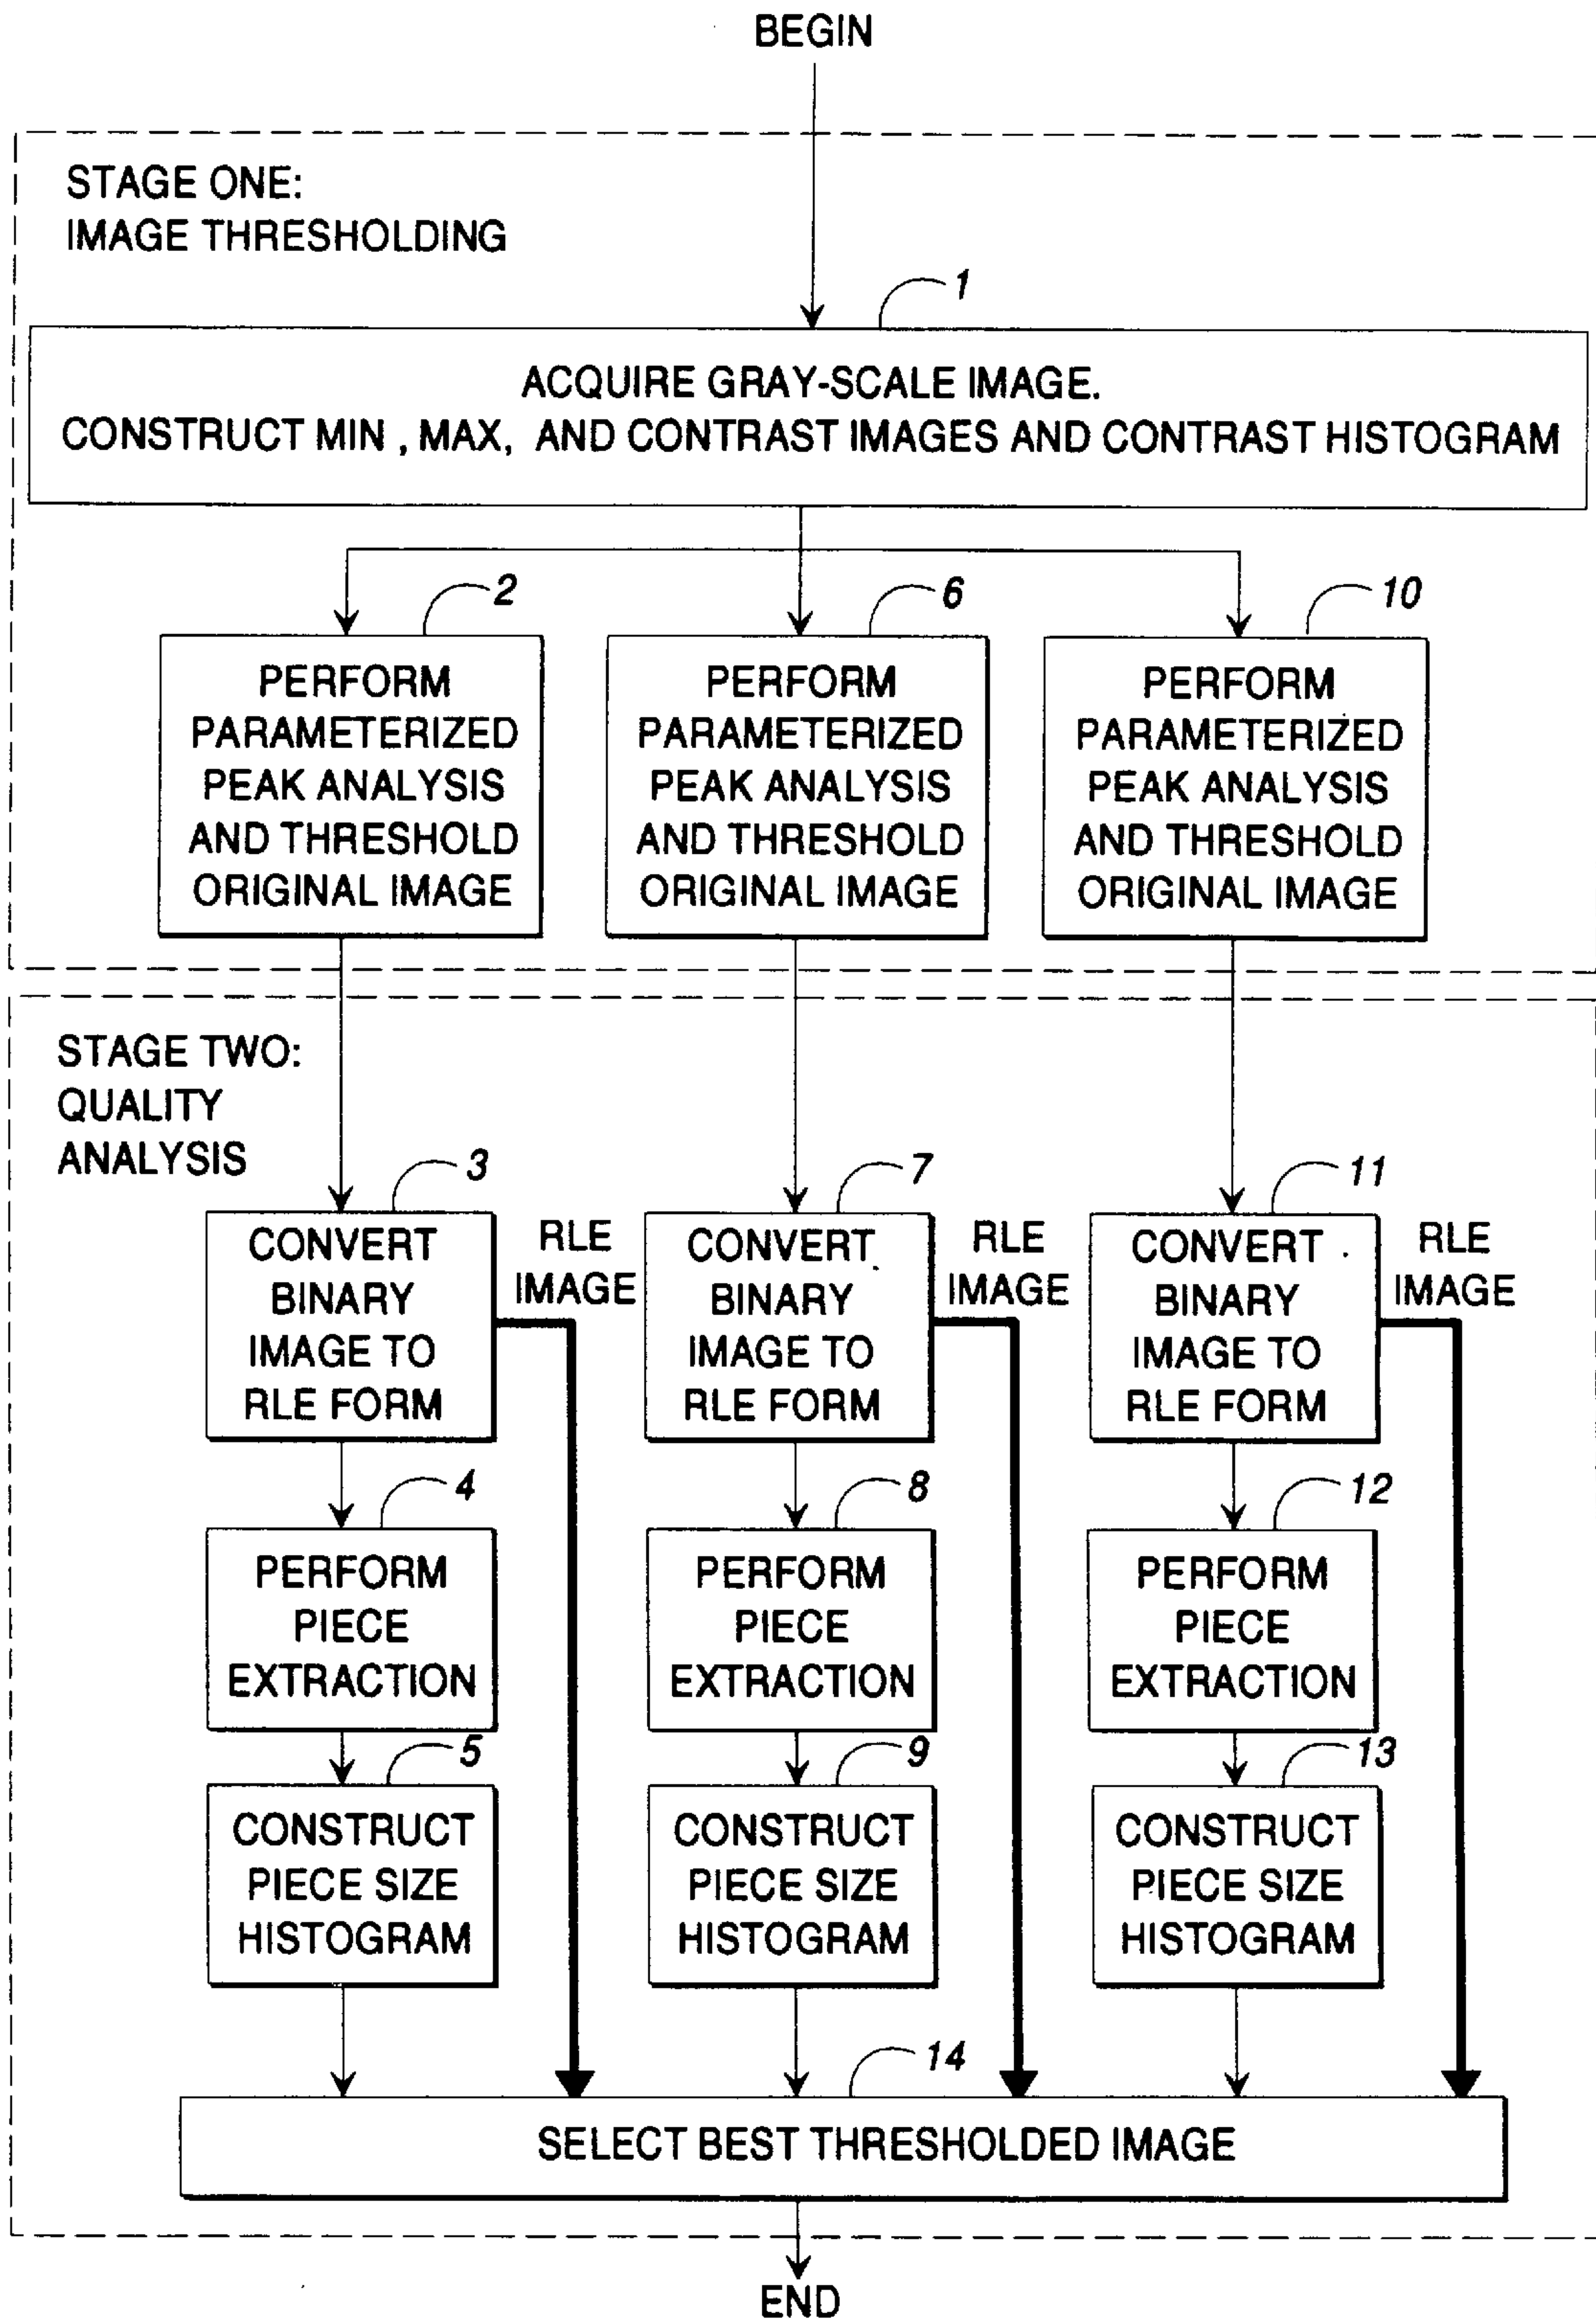 BEGIN
STAGE ONE:
IMAGE THRESHOLDING
1
ACQUIRE GRAY-SCALE IMAGE.
CONSTRUCT MIN , MAX, AND CONTRAST IMAGES AND CONTRAST HISTOGRAM
2
PERFORM
PARAMETERIZED
PEAK ANALYSIS
AND THRESHOLD
ORIGINAL IMAGE
6
PERFORM
PARAMETERIZED
PEAK ANALYSIS
AND THRESHOLD
ORIGINAL IMAGE
10
PERFORM
PARAMETERIZED
PEAK ANALYSIS
AND THRESHOLD
ORIGINAL IMAGE
STAGE TWO:
QUALITY
ANALYSIS
3
CONVERT
BINARY
IMAGE TO
RLE FORM
RLE
IMAGE
7
CONVERT
BINARY
IMAGE TO
RLE FORM
RLE
IMAGE
11
CONVERT
BINARY
IMAGE TO
RLE FORM
RLE
IMAGE
4
PERFORM
PIECE
EXTRACTION
8
PERFORM
PIECE
EXTRACTION
12
PERFORM
PIECE
EXTRACTION
5
CONSTRUCT
PIECE SIZE
HISTOGRAM
9
CONSTRUCT
PIECE SIZE
HISTOGRAM
13
CONSTRUCT
PIECE SIZE
HISTOGRAM
14
SELECT BEST THRESHOLDED IMAGE
END